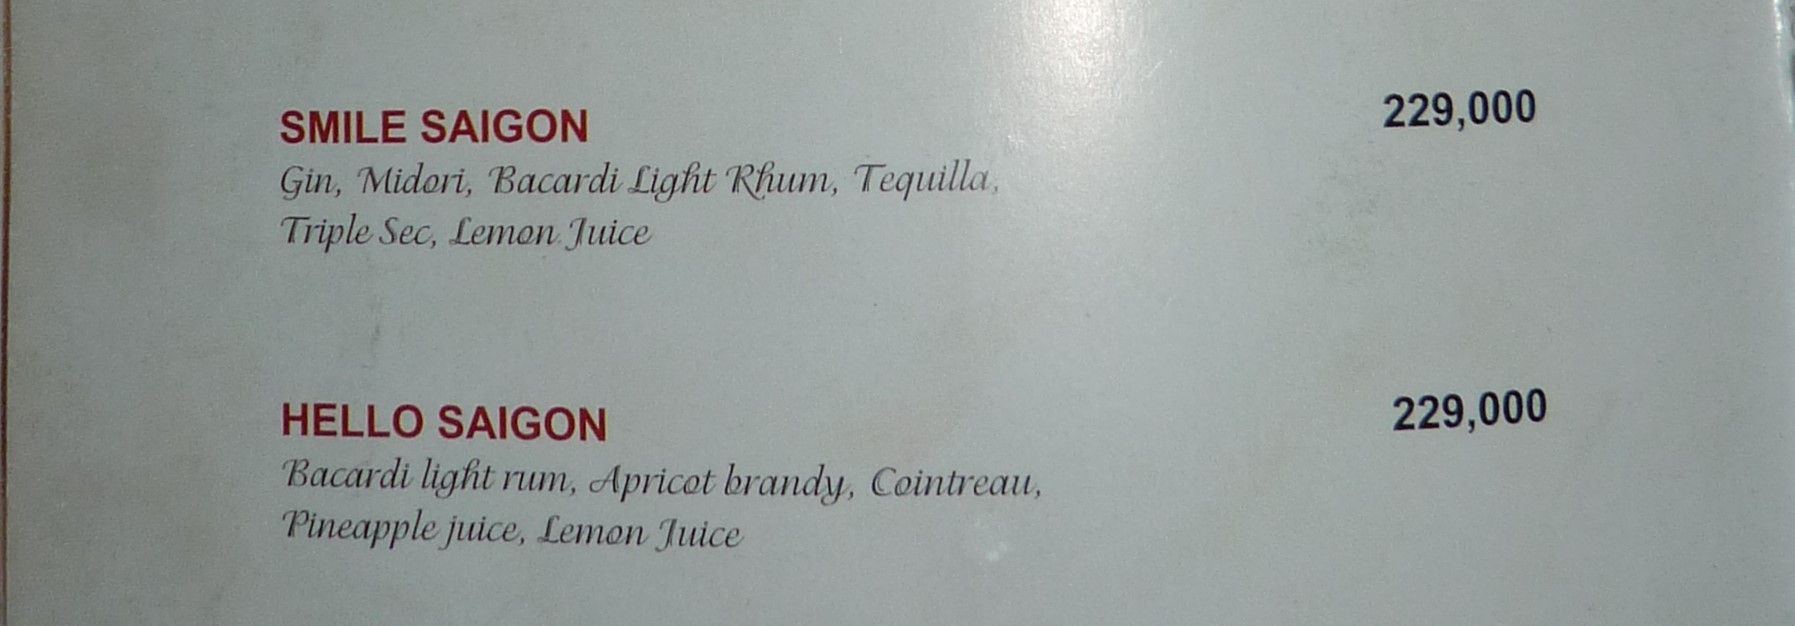 SMILE SAIGON 229,000
Gin, Midori, Bacardi Light Rhum, Tequilla,
Triple Sec, Lemon Juice
HELLO SAIGON 229,000
Bacardi light rum, Apricot brandy, Cointreau,
Pineapple juice, Lemon Juice